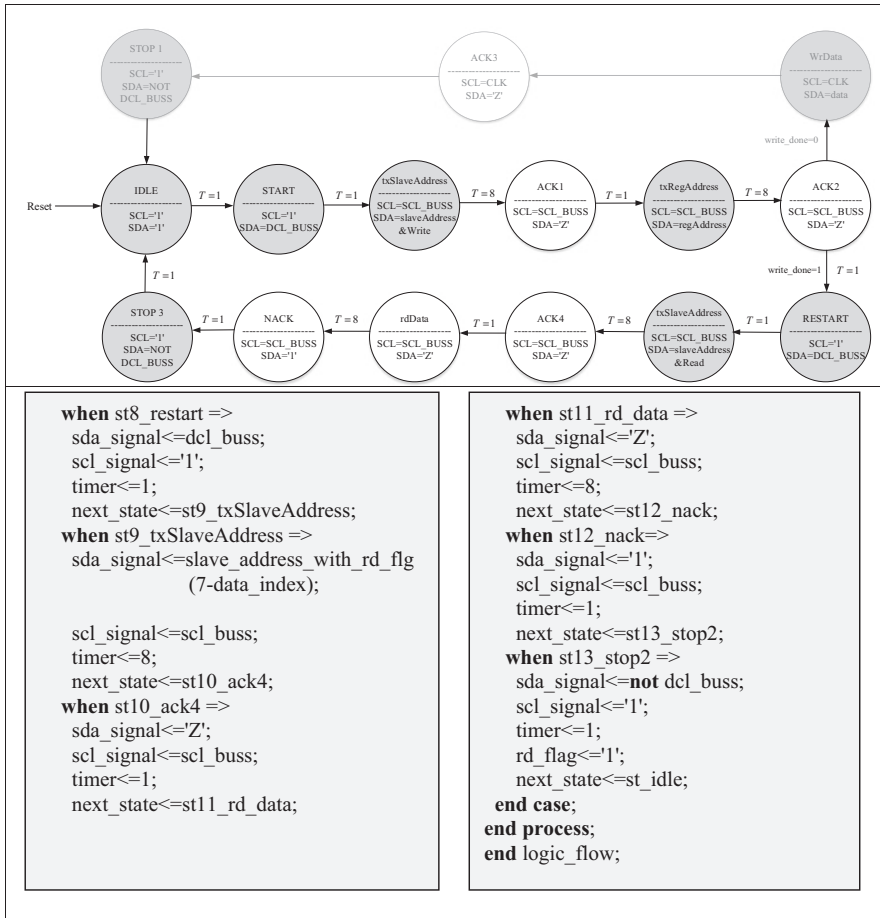 STOP 1
SCL='1'
SDA=NOT
DCL_BUSS
ACK3
SCL=CLK
SDA='Z'
WrData
SCL=CLK
SDA=data
write_done=0
Reset
IDLE
SCL='1'
SDA='1'
T=1
START
SCL='1'
SDA=DCL_BUSS
T=1
txSlaveAddress
SCL=SCL_BUSS
SDA=slaveAddress
&Write
T=8
ACK1
SCL=SCL_BUSS
SDA='Z'
T=1
txRegAddress
SCL=SCL_BUSS
SDA=regAddress
T=8
ACK2
SCL=SCL_BUSS
SDA='Z'
T=1
write_done=1
T=1
STOP 3
SCL='1'
SDA=NOT
DCL_BUSS
T=1
NACK
SCL=SCL_BUSS
SDA='1'
T=8
rdData
SCL=SCL_BUSS
SDA='Z'
T=1
ACK4
SCL=SCL_BUSS
SDA='Z'
T=8
txSlaveAddress
SCL=SCL_BUSS
SDA=slaveAddress
&Read
T=1
RESTART
SCL='1'
SDA=DCL_BUSS
when st8_restart =>
sda_signal<=dcl_buss;
scl_signal<='1';
timer<=1;
next_state<=st9_txSlaveAddress;
when st9_txSlaveAddress =>
sda_signal<=slave_address_with_rd_flg
(7-data_index);
scl_signal<=scl_buss;
timer<=8;
next_state<=st10_ack4;
when st10_ack4 =>
sda_signal<='Z';
scl_signal<=scl_buss;
timer<=1;
next_state<=st11_rd_data;
when st11_rd_data =>
sda_signal<='Z';
scl_signal<=scl_buss;
timer<=8;
next_state<=st12_nack;
when st12_nack=>
sda_signal<='1';
scl_signal<=scl_buss;
timer<=1;
next_state<=st13_stop2;
when st13_stop2 =>
sda_signal<=not dcl_buss;
scl_signal<='1';
timer<=1;
rd_flag<='1';
next_state<=st_idle;
end case;
end process;
end logic_flow;